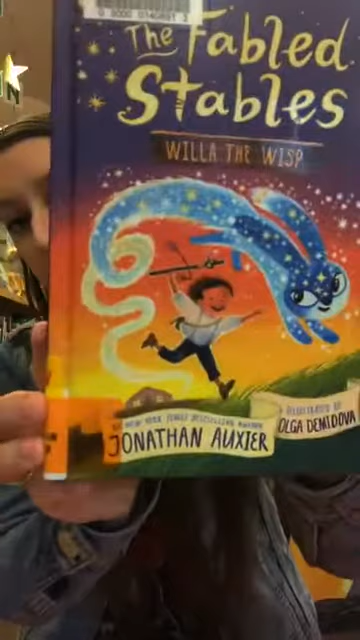 The Fabled
Stables
WILLA THE WISP
NEW YORK TIMES BESTSELLING AUTHOR
JONATHAN AUXIER
ILLUSTRATED BY
OLGA DEMIDOVA